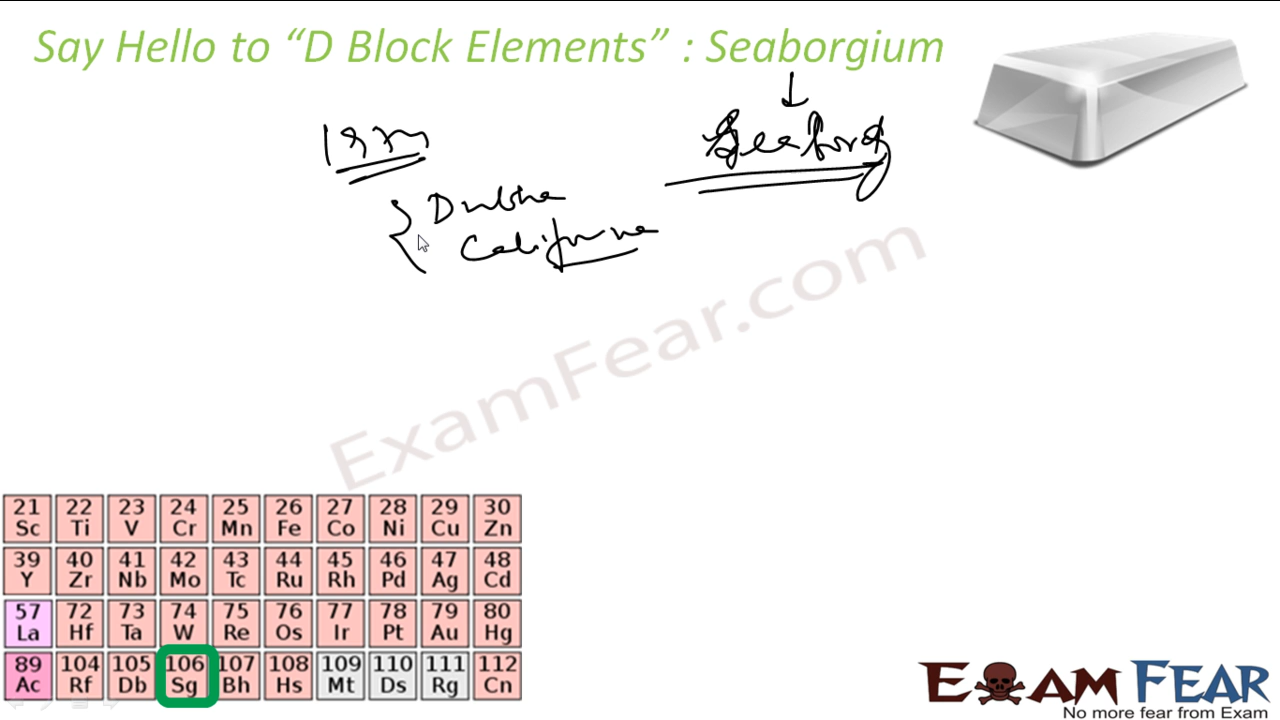 Say Hello to “D Block Elements” : Seaborgium
Seaborg
ExamFear.com
21 22 23 24 25 26 27 28 29 30
Sc Ti V Cr Mn Fe Co Ni Cu Zn
39 40 41 42 43 44 45 46 47 48
Y Zr Nb Mo Tc Ru Rh Pd Ag Cd
57 72 73 74 75 76 77 78 79 80
La Hf Ta W Re Os Ir Pt Au Hg
89 104 105 106 107 108 109 110 111 112
Ac Rf Db Sg Bh Hs Mt Ds Rg Cn
EXAM FEAR
No more fear from Exam